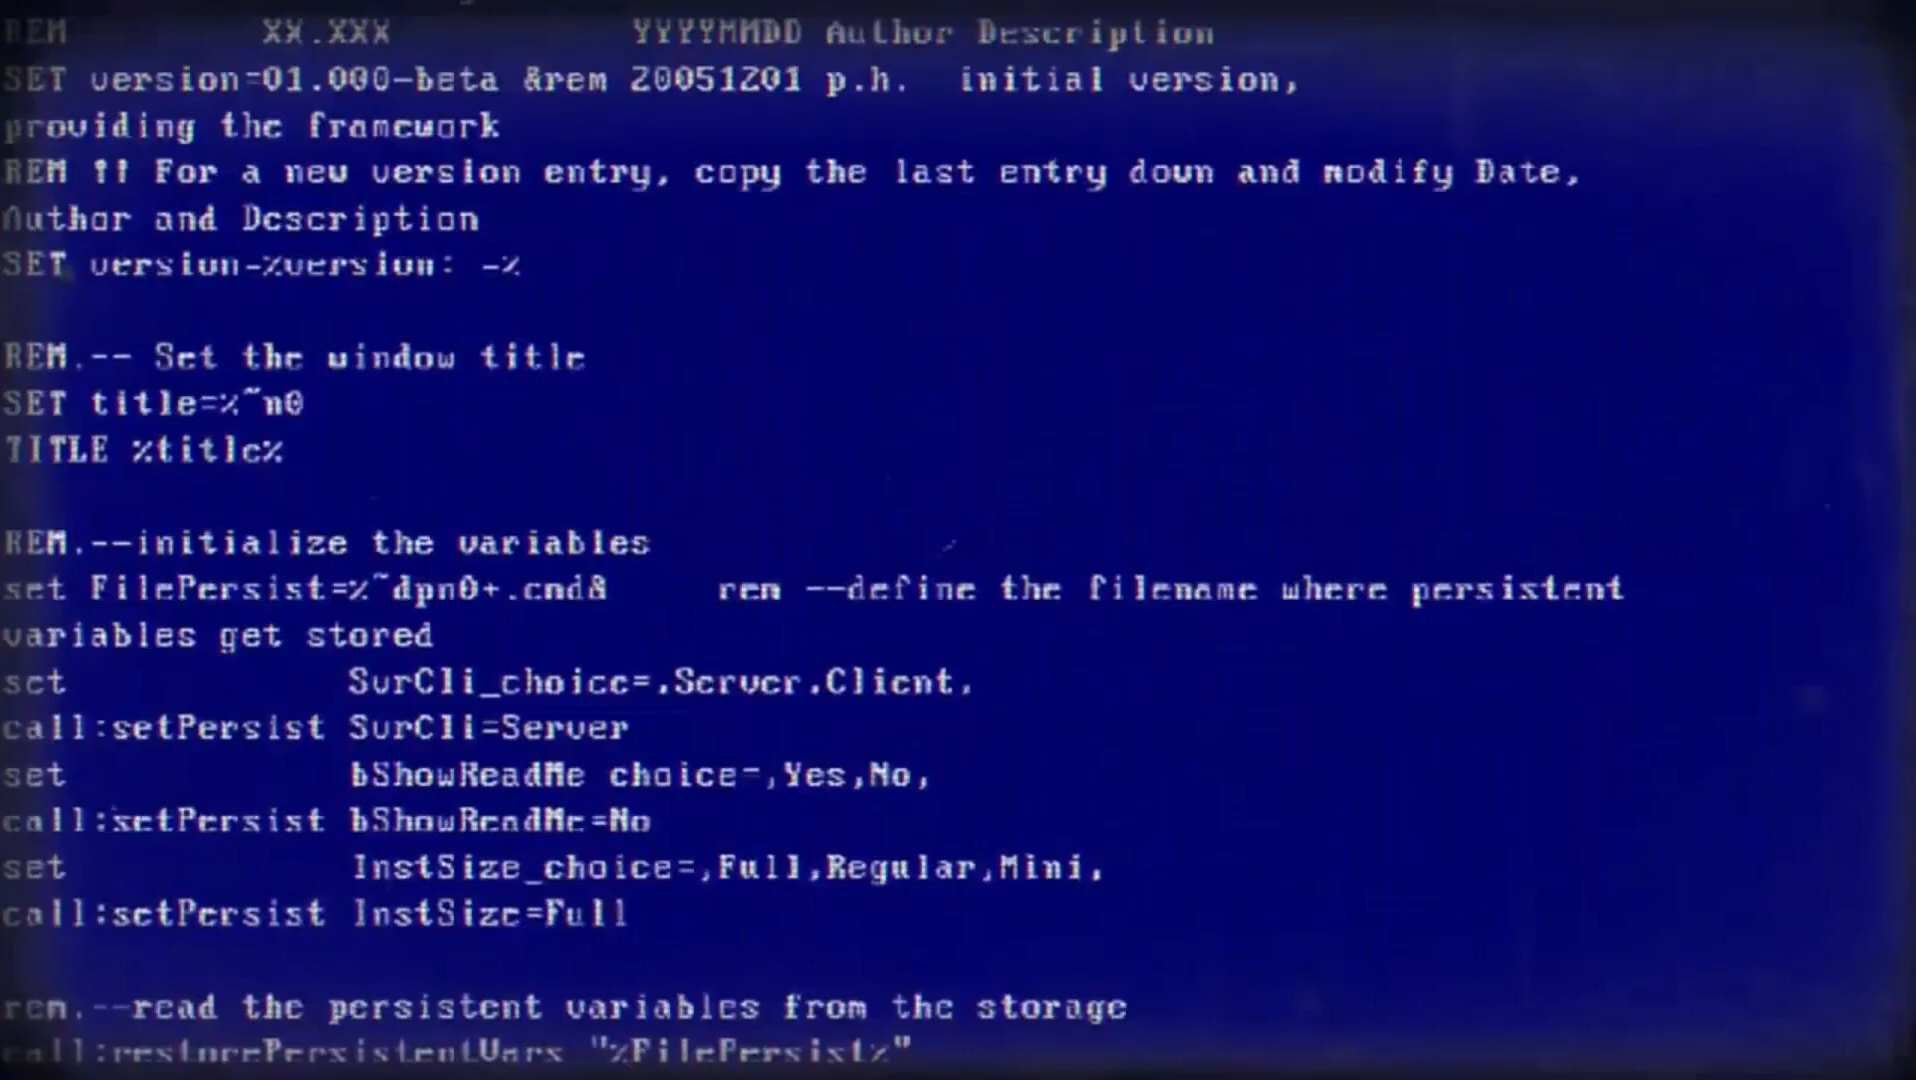 REM         XX.XXX           YYYYMMDD Author Description
SET version=01.000-beta &rem 20051201 p.h.  initial version,
providing the framework
REM !! For a new version entry, copy the last entry down and modify Date,
Author and Description
SET version=%version: =%
REM.-- Set the window title
SET title=%~n0
TITLE %title%
REM.--initialize the variables
set FilePersist=%~dpn0+.cmd&     rem --define the filename where persistent
variables get stored
set             SvrCli_choice=,Server,Client,
call:setPersist SvrCli=Server
set             bShowReadMe choice=,Yes,No,
call:setPersist bShowReadMe=No
set             InstSize_choice=,Full,Regular,Mini,
call:setPersist InstSize=Full
rem.--read the persistent variables from the storage
call:restorePersistentVars "%FilePersist%"